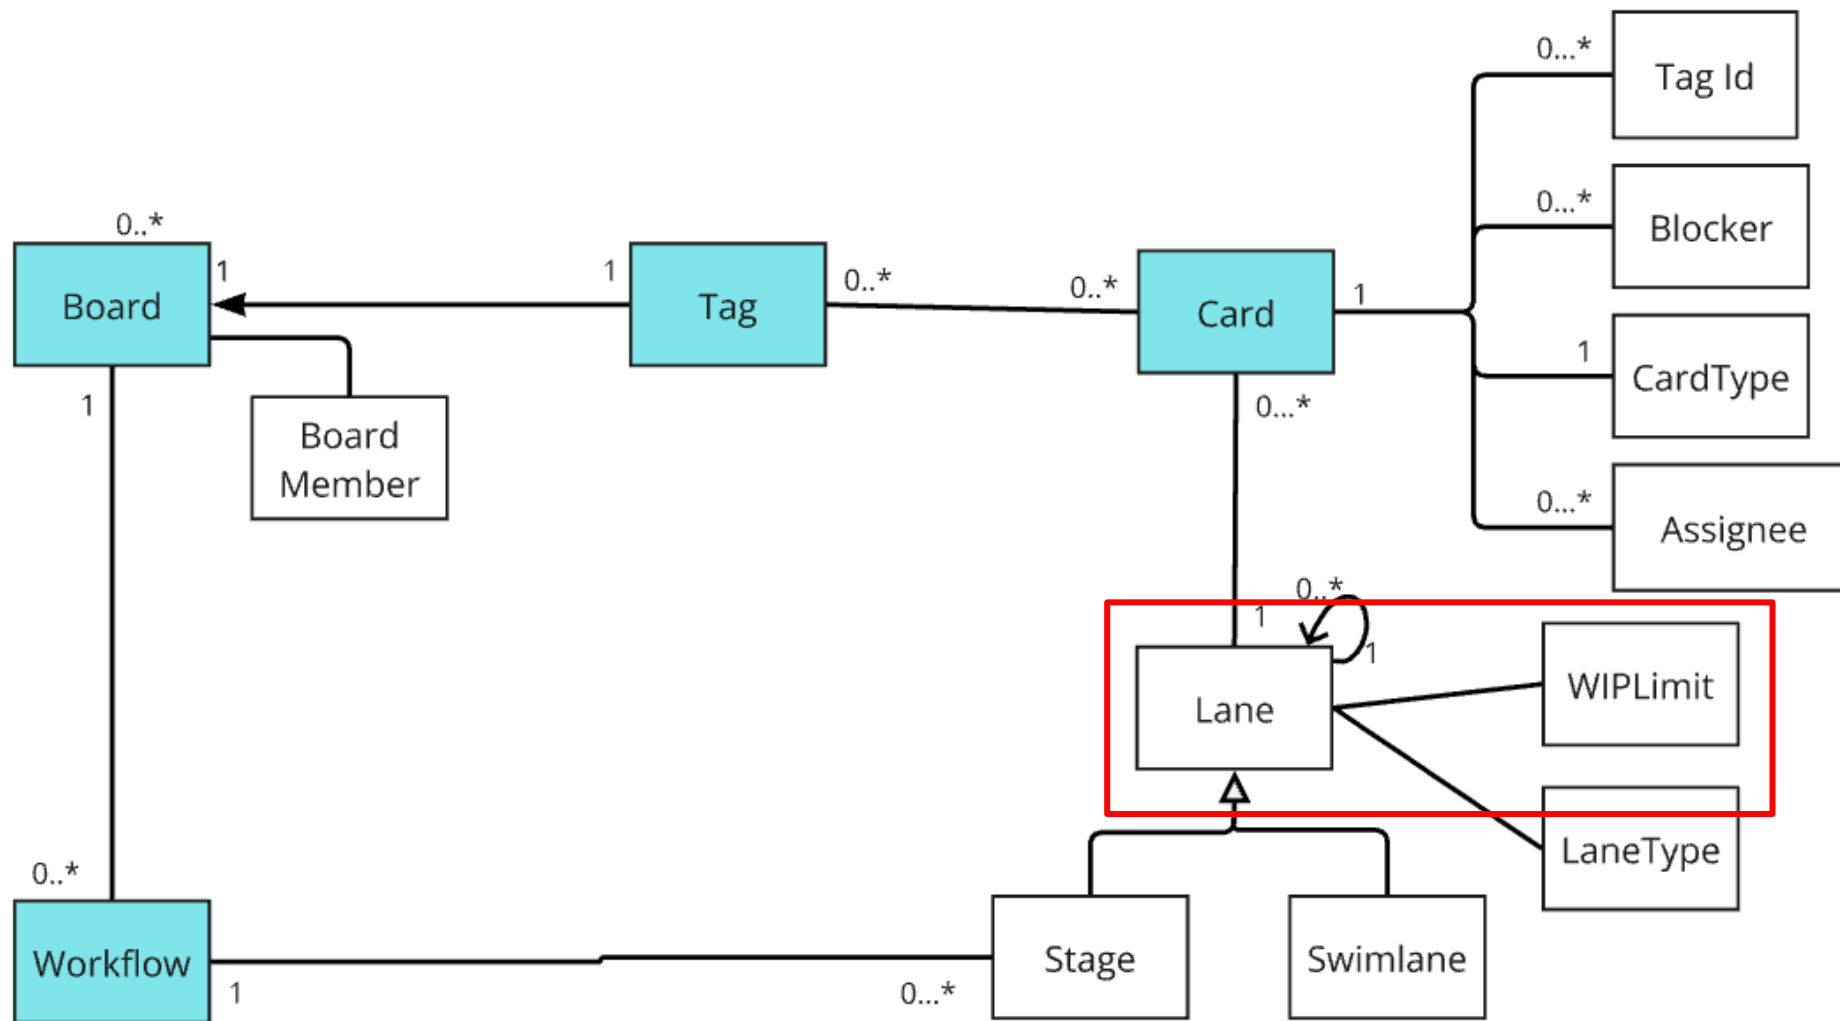 0...*
Tag Id
0...*
Blocker
0..*
1
1
0..*
0..*
1
Board
Tag
Card
1
CardType
1
0...*
Board
Member
0...*
Assignee
0..*
1
1
WIPLimit
Lane
LaneType
0..*
Workflow
Stage
Swimlane
1
0...*